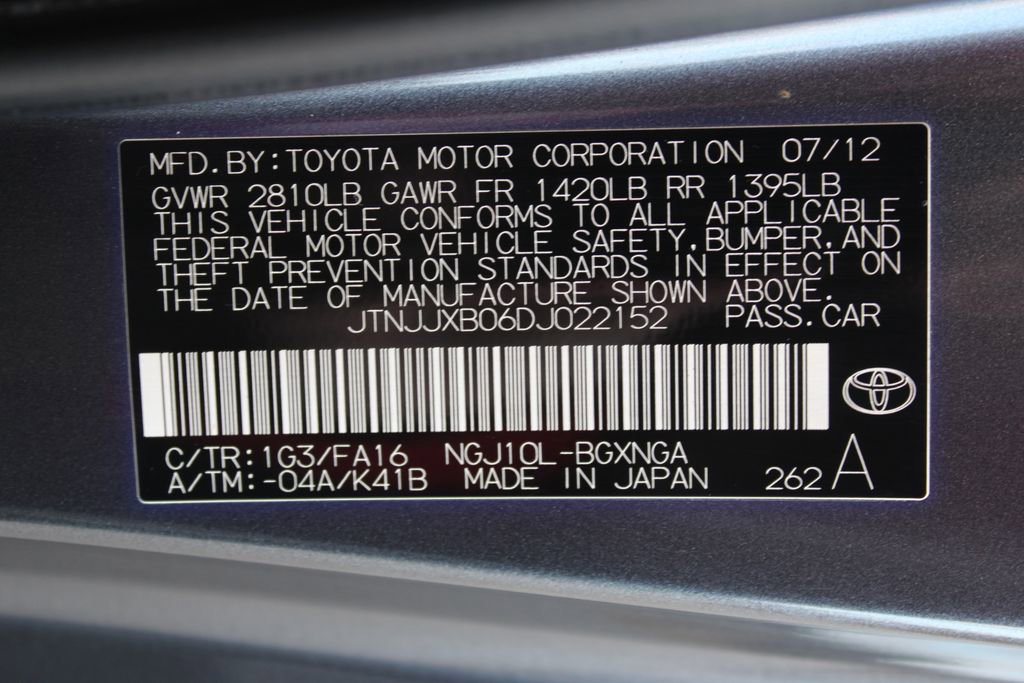 MFD.BY:TOYOTA MOTOR CORPORATION 07/12
GVWR 2810LB GAWR FR 1420LB RR 1395LB
THIS VEHICLE CONFORMS TO ALL APPLICABLE
FEDERAL MOTOR VEHICLE SAFETY,BUMPER,AND
THEFT PREVENTION STANDARDS IN EFFECT ON
THE DATE OF MANUFACTURE SHOWN ABOVE.
JTNJJXB06DJ022152 PASS.CAR
C/TR:1G3/FA16 NGJ10L-BGXNGA
A/TM:-04A/K41B MADE IN JAPAN 262 A